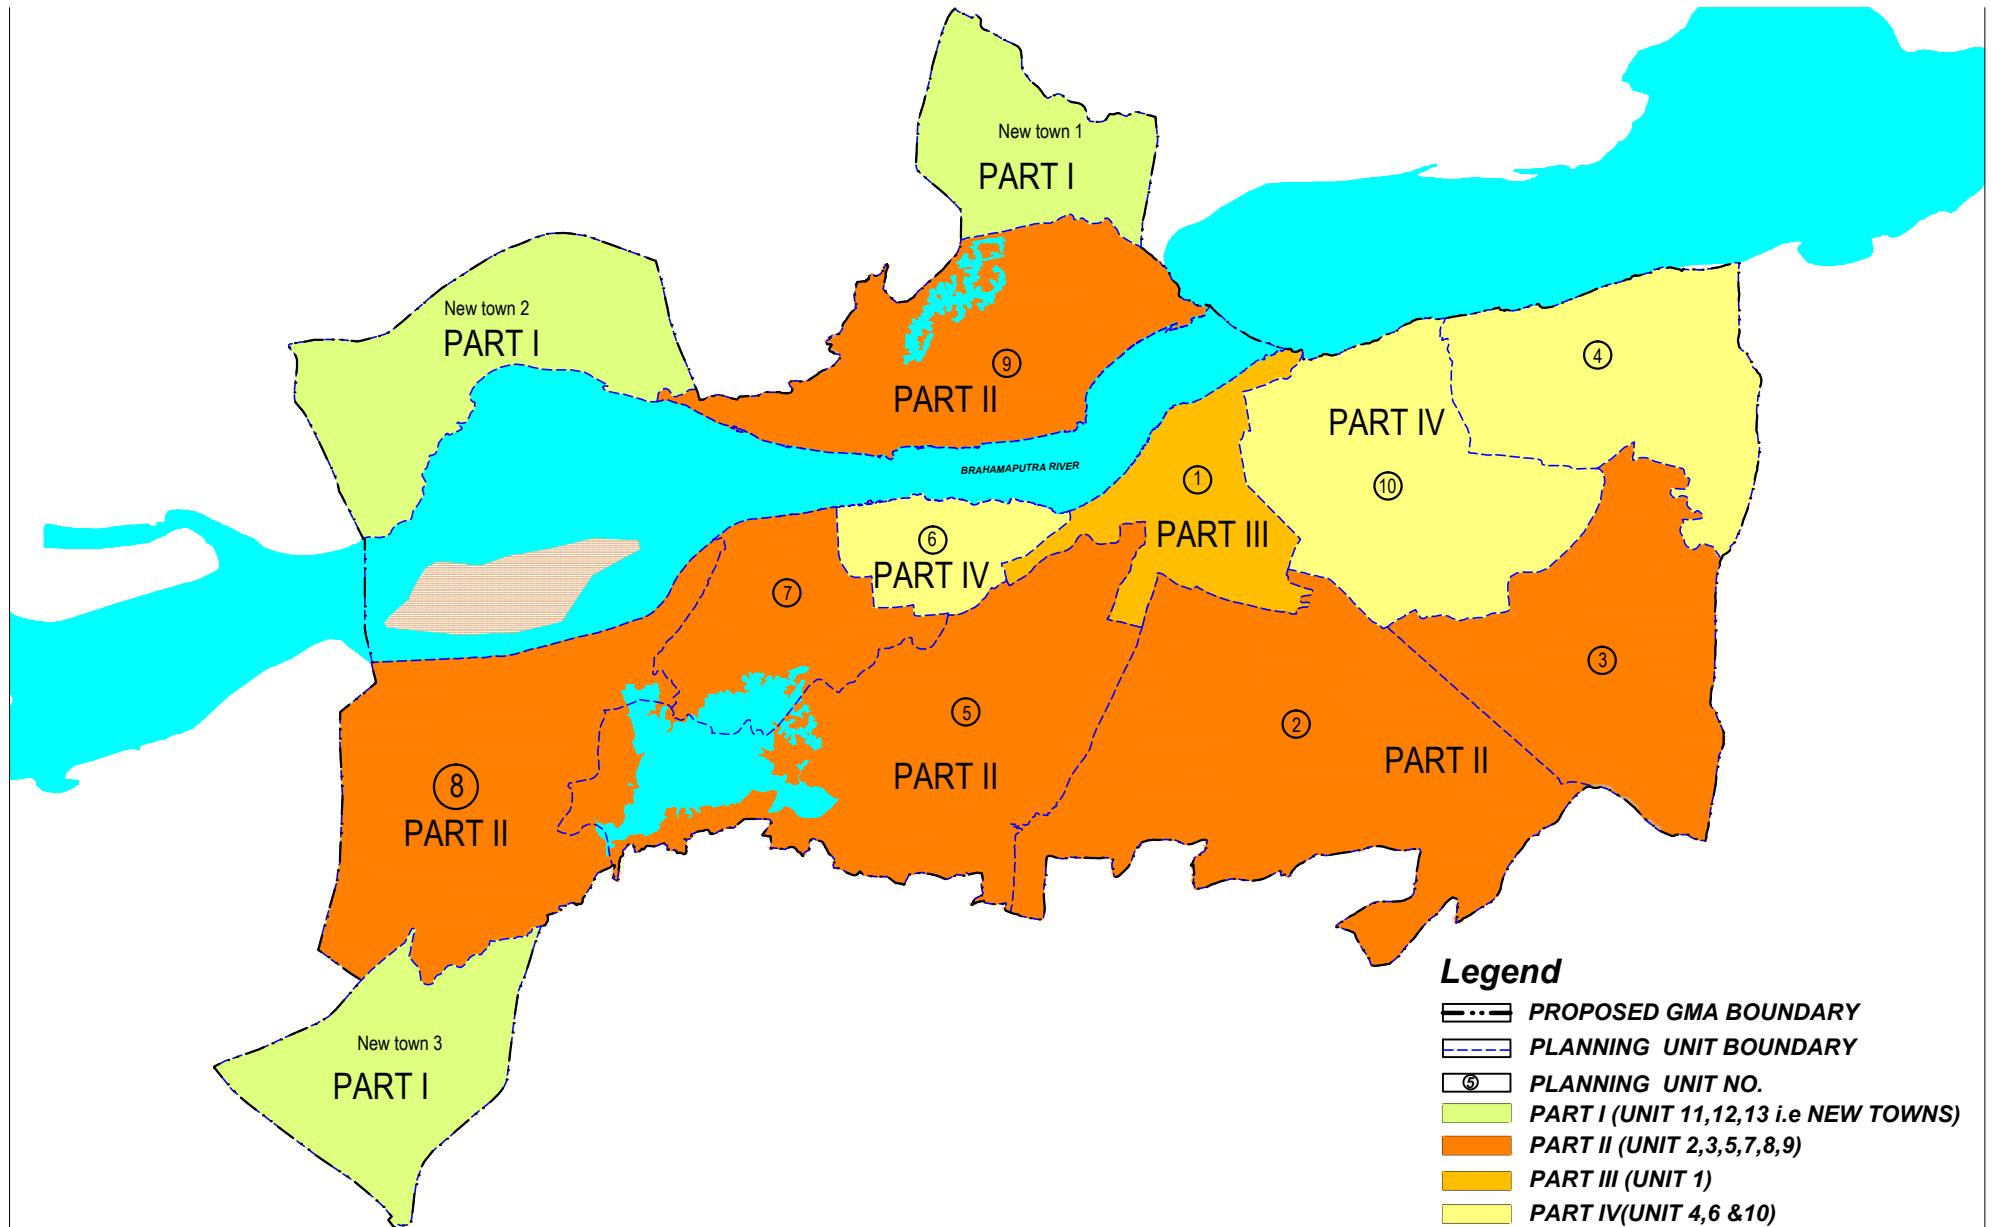 New town 1
PART I
New town 2
PART I
9
PART II
4
PART IV
BRAHAMAPUTRA RIVER
1
10
PART III
6
PART IV
7
3
5
2
PART II
PART II
8
PART II
New town 3
PART I
Legend
PROPOSED GMA BOUNDARY
PLANNING UNIT BOUNDARY
5 PLANNING UNIT NO.
PART I (UNIT 11,12,13 i.e NEW TOWNS)
PART II (UNIT 2,3,5,7,8,9)
PART III (UNIT 1)
PART IV(UNIT 4,6 &10)